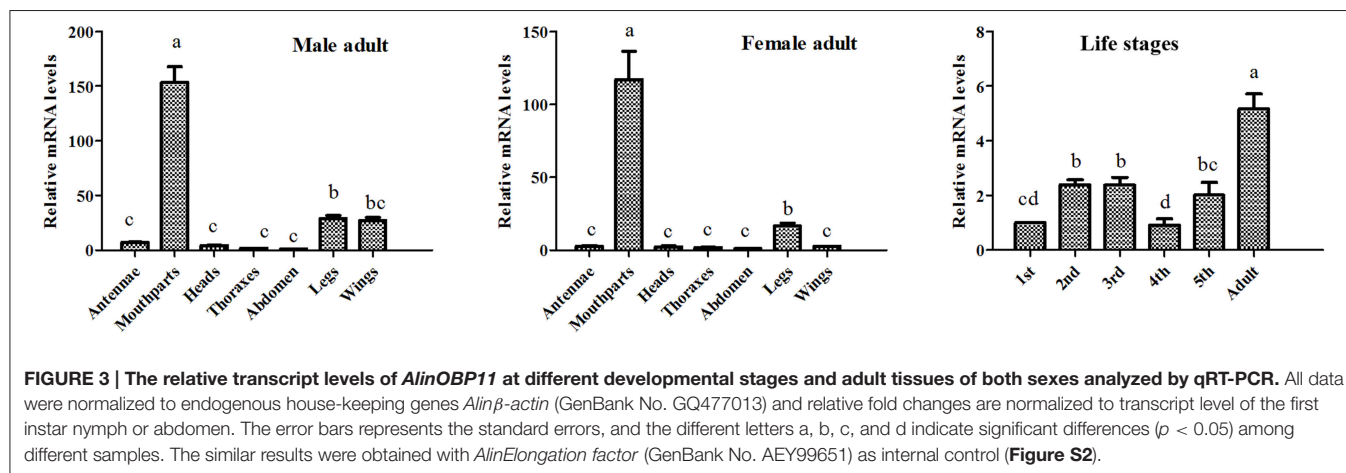 Male adult
Relative mRNA levels
200
150
100
50
0
a
b
bc
c
c
c
c
Antennae
Mouthparts
Heads
Thoraxes
Abdomen
Legs
Wings
Female adult
Relative mRNA levels
150
100
50
0
a
b
c
c
c
c
c
Antennae
Mouthparts
Heads
Thoraxes
Abdomen
Legs
Wings
Life stages
Relative mRNA levels
8
6
4
2
0
cd
b
b
d
bc
a
1st
2nd
3rd
4th
5th
Adult
FIGURE 3 | The relative transcript levels of AlinOBP11 at different developmental stages and adult tissues of both sexes analyzed by qRT-PCR. All data
were normalized to endogenous house-keeping genes Alinβ-actin (GenBank No. GQ477013) and relative fold changes are normalized to transcript level of the first
instar nymph or abdomen. The error bars represents the standard errors, and the different letters a, b, c, and d indicate significant differences (p < 0.05) among
different samples. The similar results were obtained with AlinElongation factor (GenBank No. AEY99651) as internal control (Figure S2).